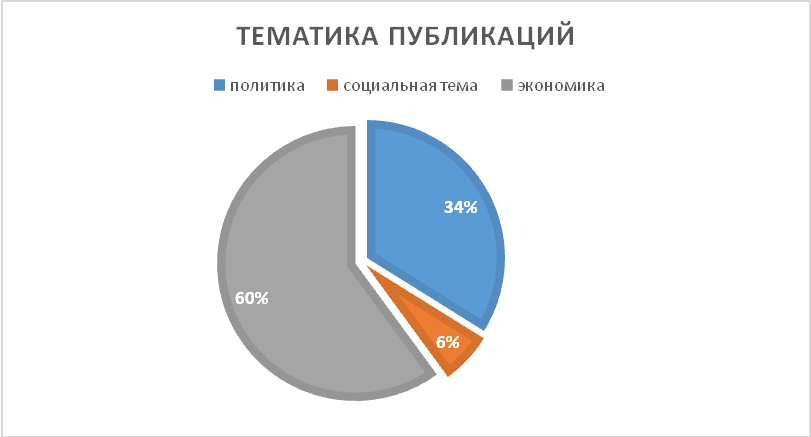 ТЕМАТИКА ПУБЛИКАЦИЙ
политика социальная тема экономика
34%
60%
6%